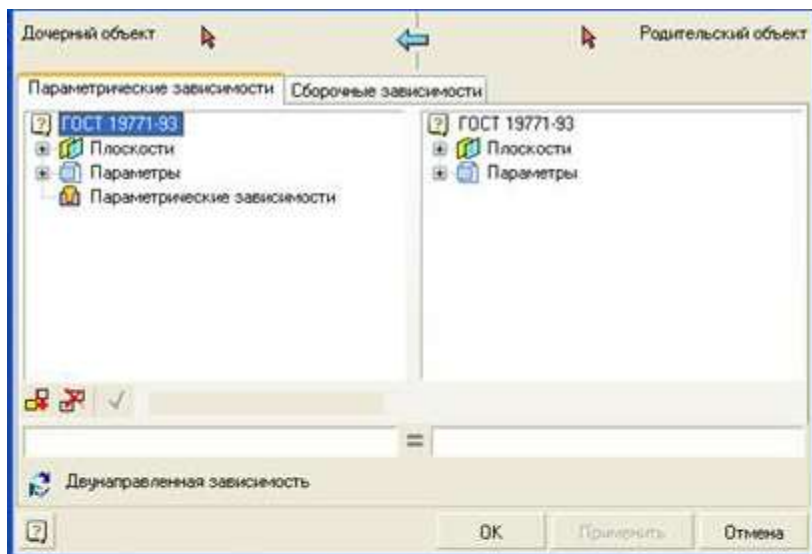 Дочерний объект
Родительский объект
Параметрические зависимости
Сборочные зависимости
ГОСТ 19771-93
Плоскости
Параметры
Параметрические зависимости
ГОСТ 19771-93
Плоскости
Параметры
=
Двунаправленная зависимость
OK
Применить
Отмена